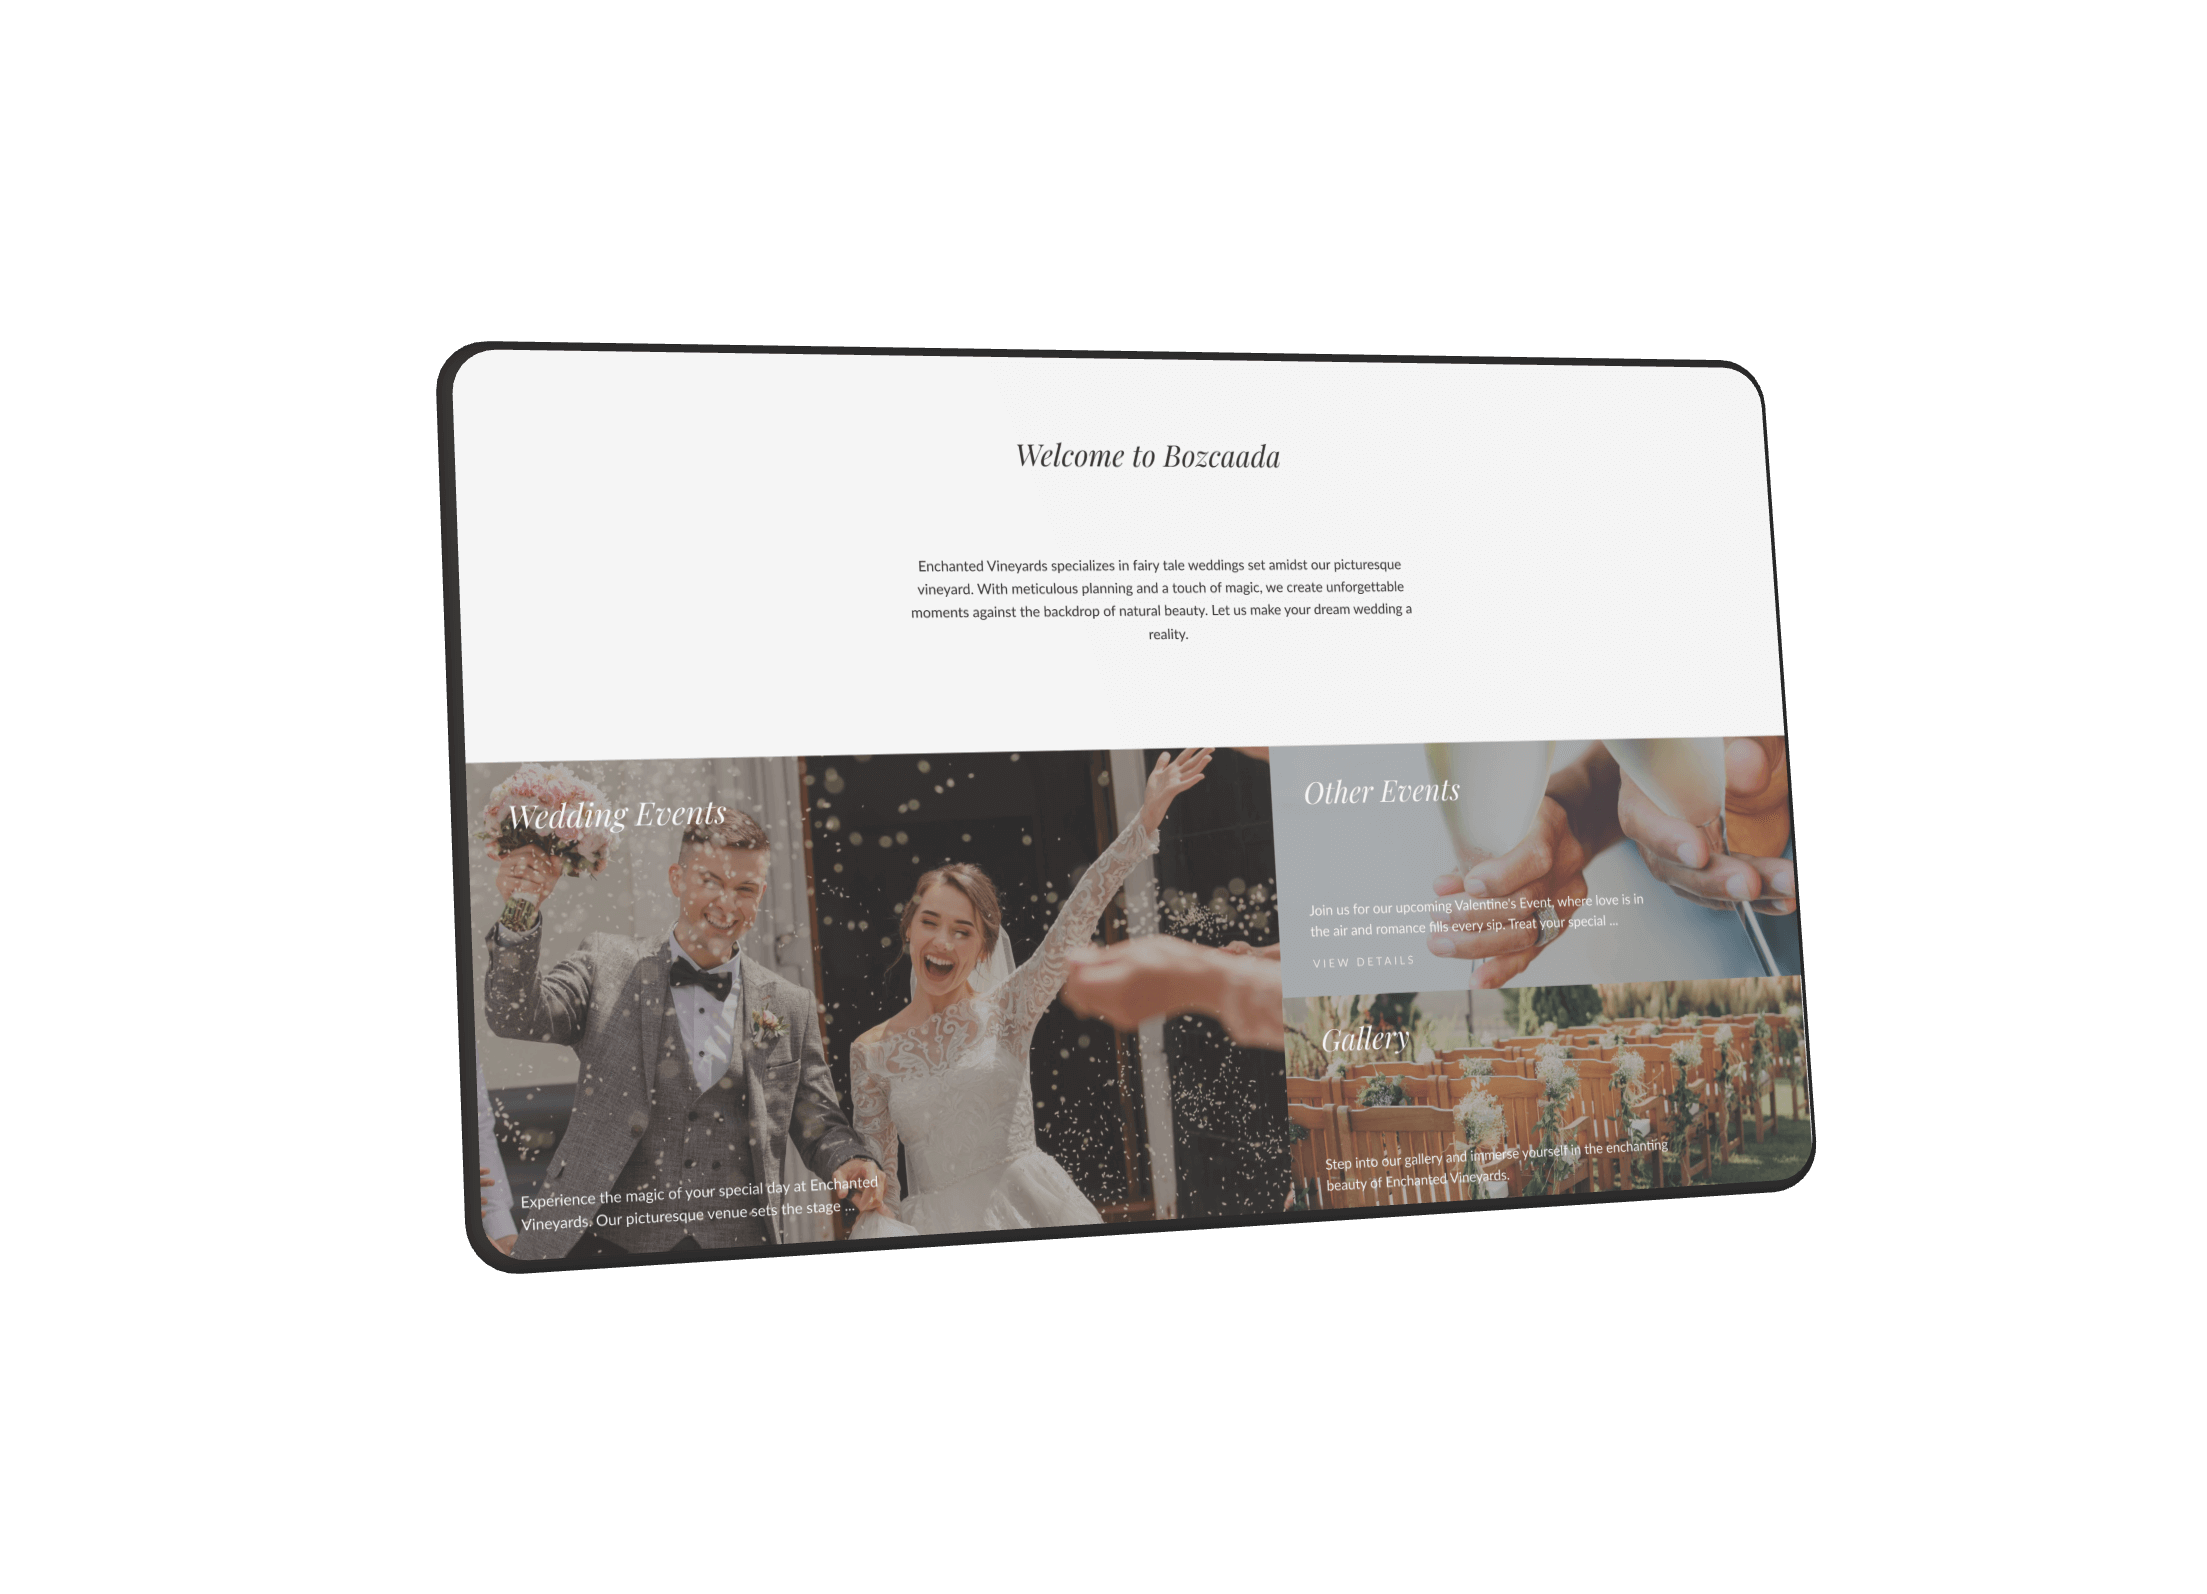 Welcome to Bozcaada
Enchanted Vineyards specializes in fairy tale weddings set amidst our picturesque
vineyard. With meticulous planning and a touch of magic, we create unforgettable
moments against the backdrop of natural beauty. Let us make your dream wedding a
reality.
Wedding Events
Experience the magic of your special day at Enchanted
Vineyards. Our picturesque venue sets the stage ...
Other Events
Join us for our upcoming Valentine's Event, where love is in
the air and romance fills every sip. Treat your special ...
VIEW DETAILS
Gallery
Step into our gallery and immerse yourself in the enchanting
beauty of Enchanted Vineyards.